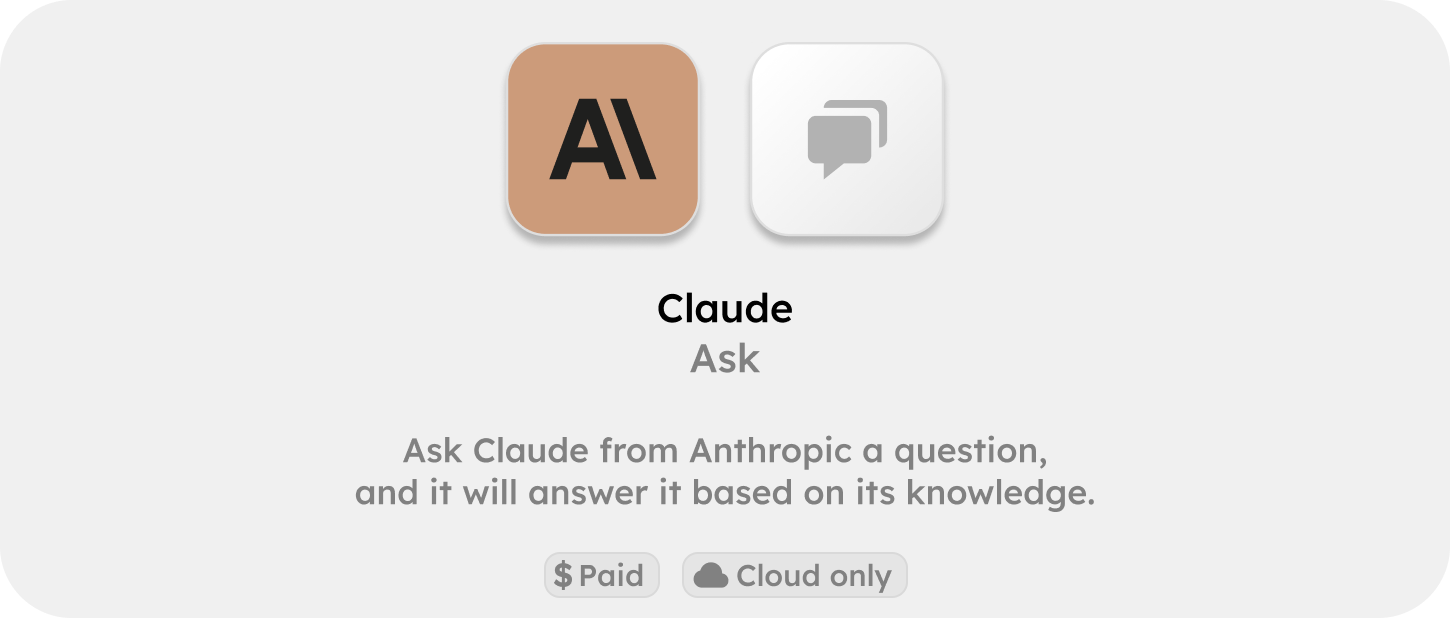 Claude
Ask
Ask Claude from Anthropic a question,
and it will answer it based on its knowledge.
$ Paid
Cloud only